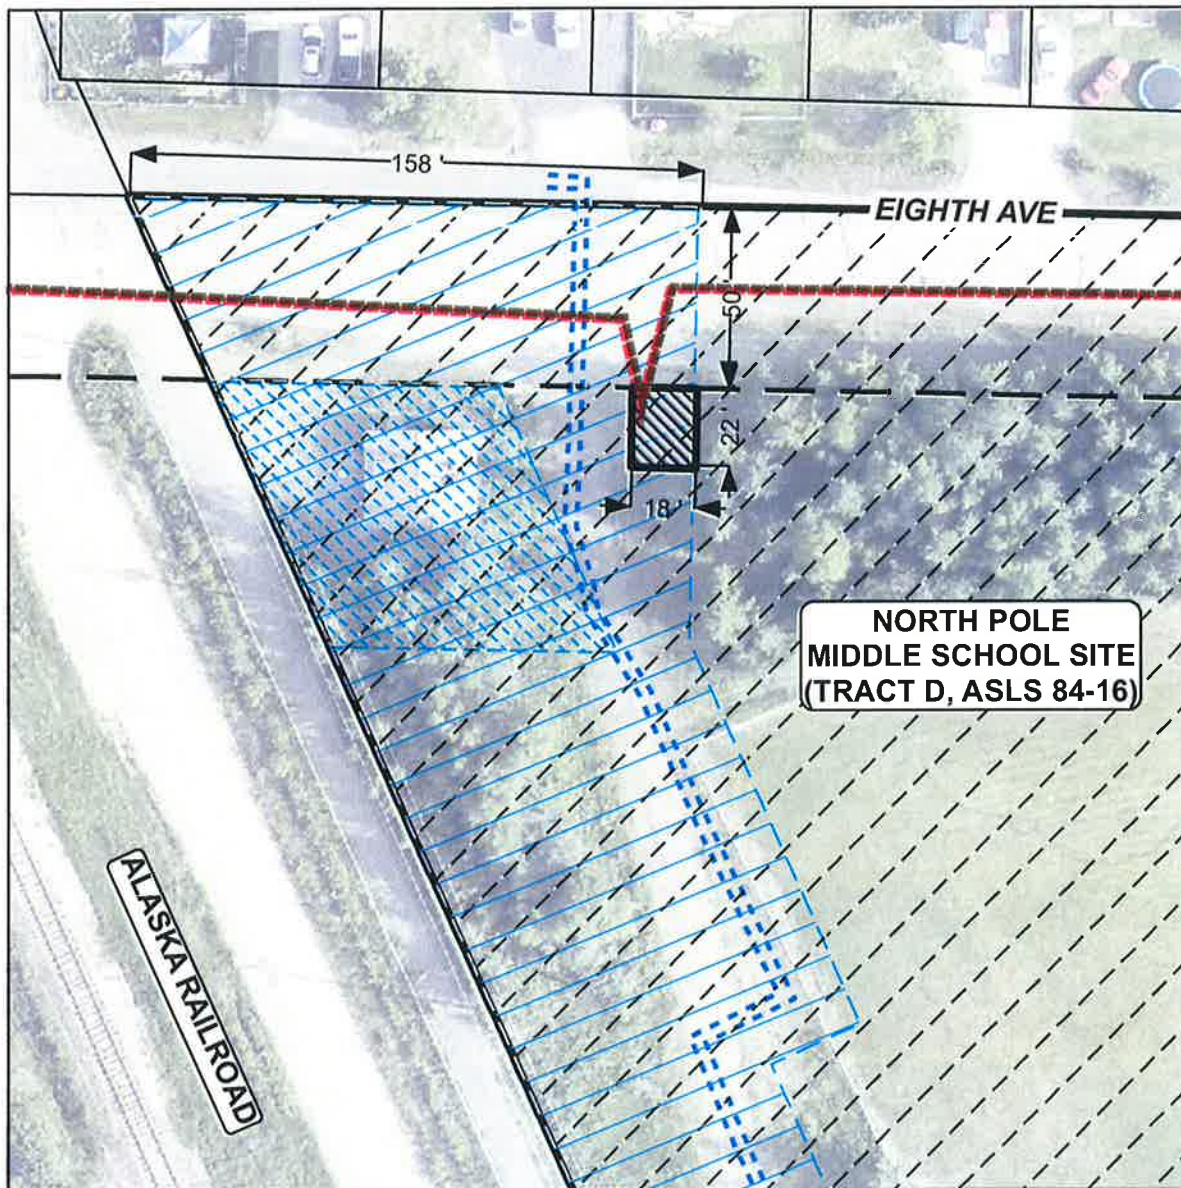 158 '
EIGHTH AVE
50 '
22 '
18 '
NORTH POLE
MIDDLE SCHOOL SITE
(TRACT D, ASLS 84-16)
ALASKA RAILROAD